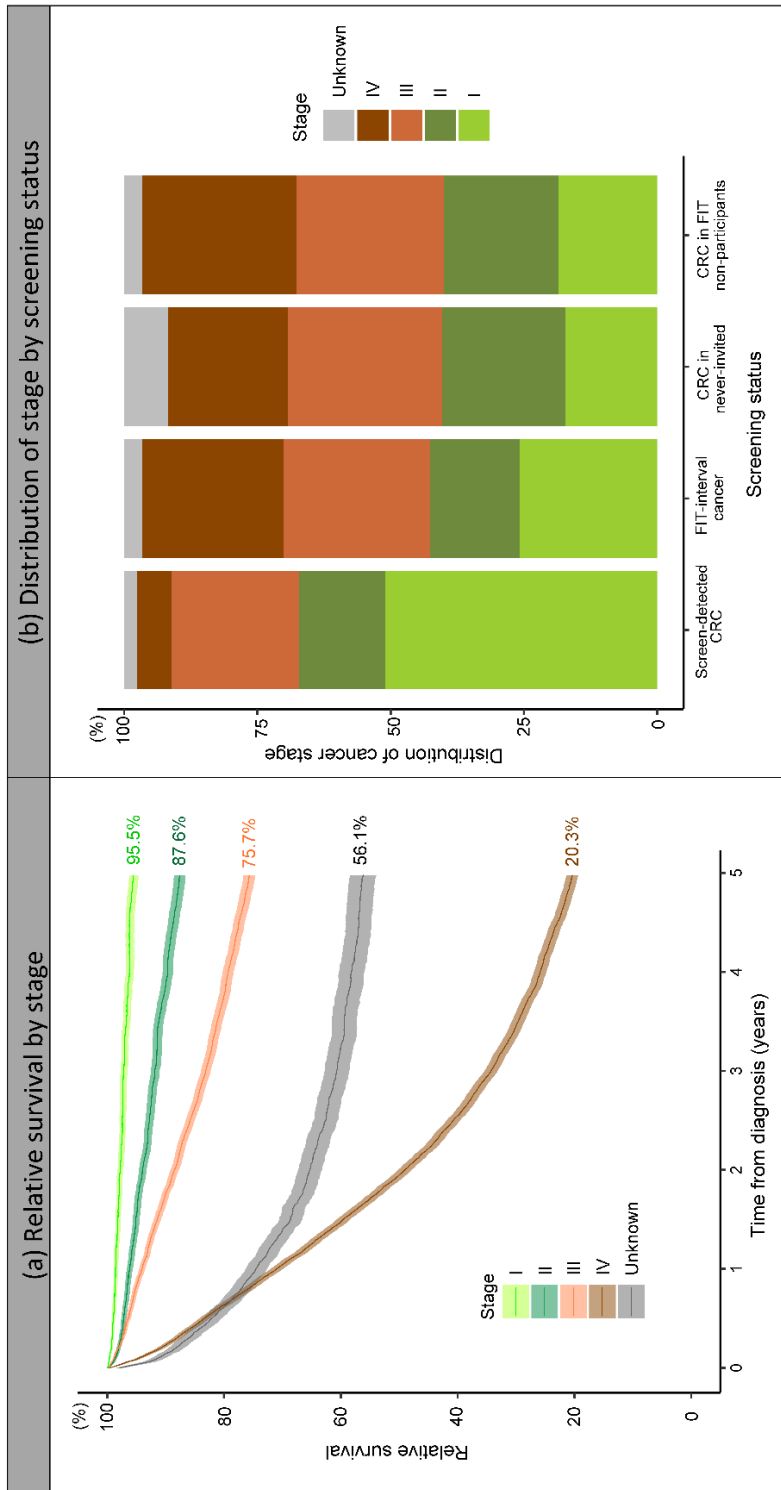 (a) Relative survival by stage
(%)
100
80
60
40
20
0
Relative survival
95.5%
87.6%
75.7%
56.1%
20.3%
Stage
I
II
III
IV
Unknown
0 1 2 3 4 5
Time from diagnosis (years)
(b) Distribution of stage by screening status
(%)
100
75
50
25
0
Distribution of cancer stage
Screen-detected
CRC
FIT-interval
cancer
CRC in
never-invited
CRC in FIT
non-participants
Screening status
Stage
Unknown
IV
III
II
I